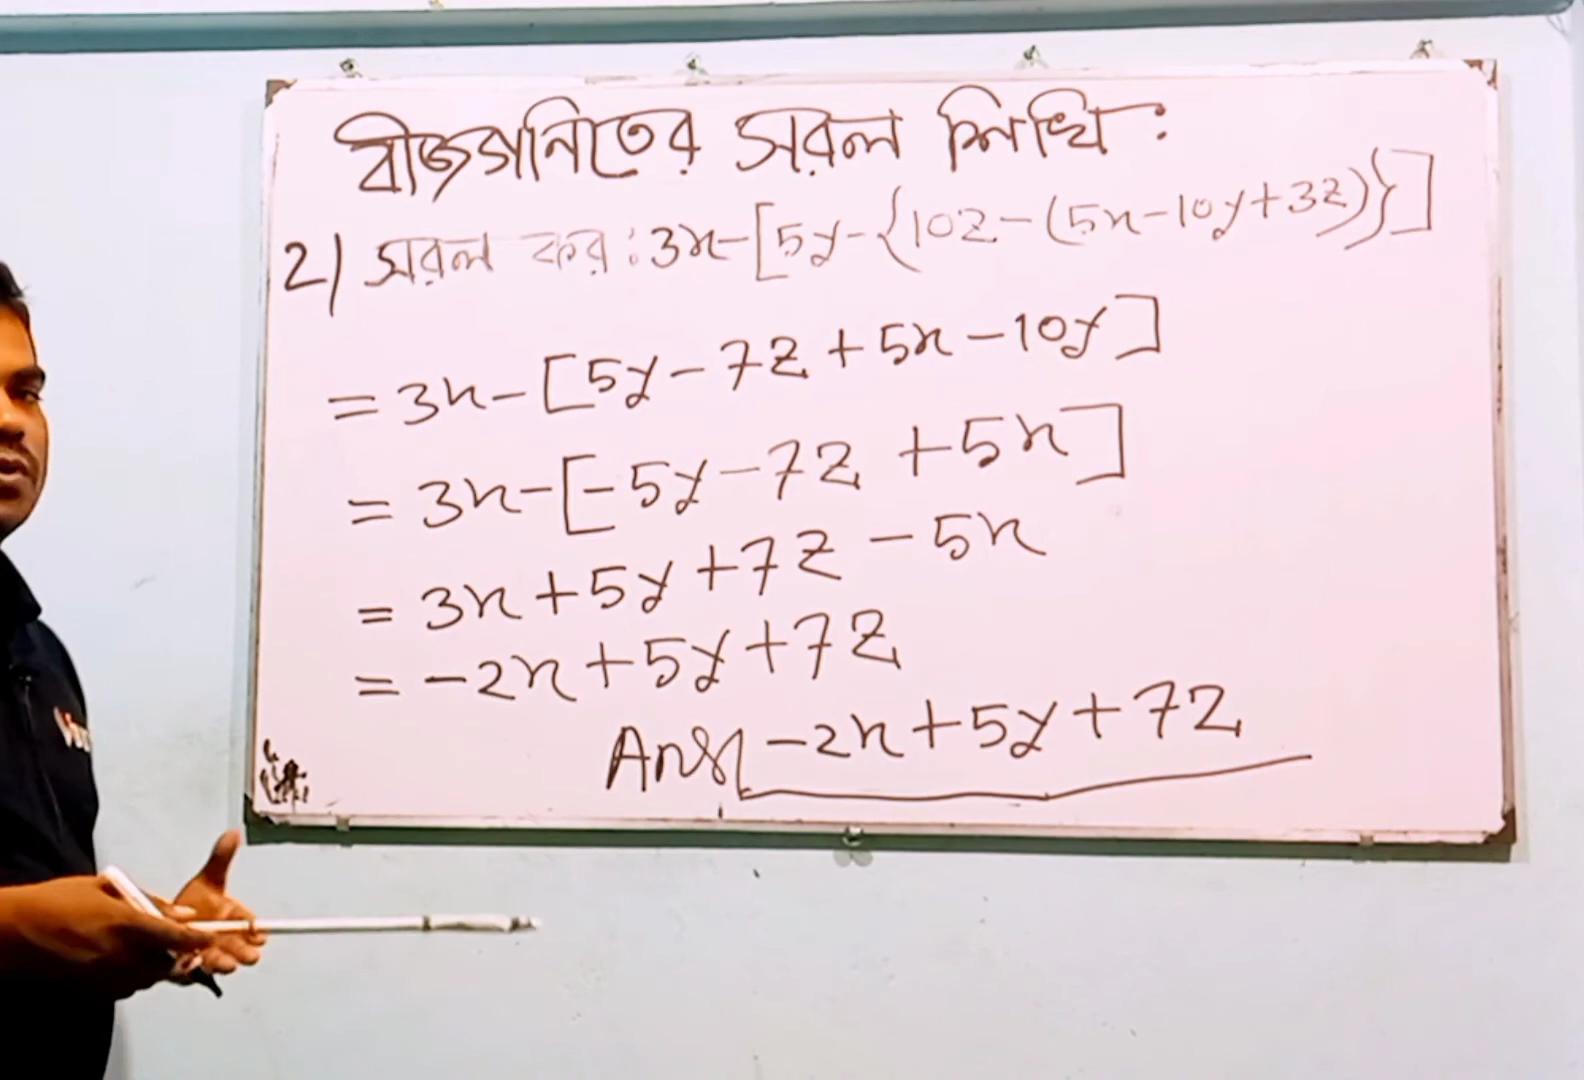 বীজগনিতের সরল শিখি:
2) সরল কর: 3x-[5y-{10z-(5x-10y+3z)}]
= 3x-[5y-7z+5x-10y]
= 3x-[-5y-7z+5x]
= 3x+5y+7z-5x
= -2x+5y+7z
Ans -2x+5y+7z